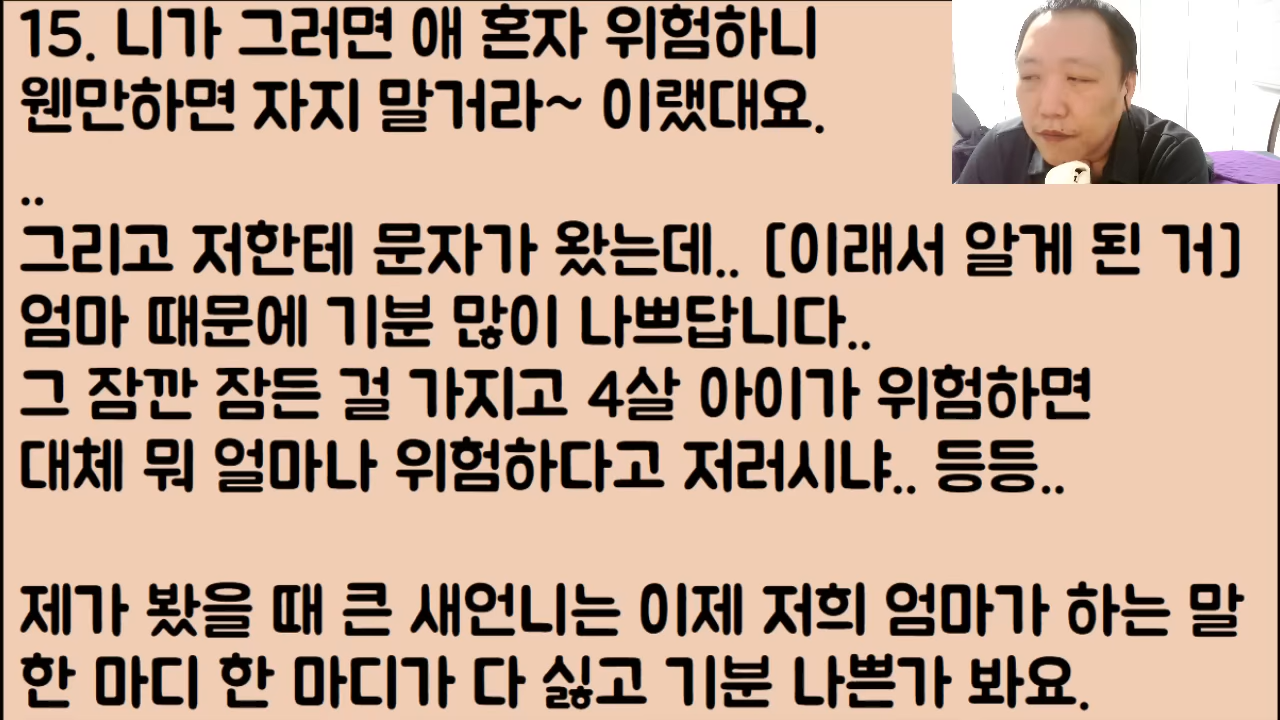 15. 니가 그러면 애 혼자 위험하니
웬만하면 자지 말거라~ 이랬대요.
..
그리고 저한테 문자가 왔는데.. [이래서 알게 된 거]
엄마 때문에 기분 많이 나쁘답니다..
그 잠깐 잠든 걸 가지고 4살 아이가 위험하면
대체 뭐 얼마나 위험하다고 저러시냐.. 등등..
제가 봤을 때 큰 새언니는 이제 저희 엄마가 하는 말
한 마디 한 마디가 다 싫고 기분 나쁜가 봐요.